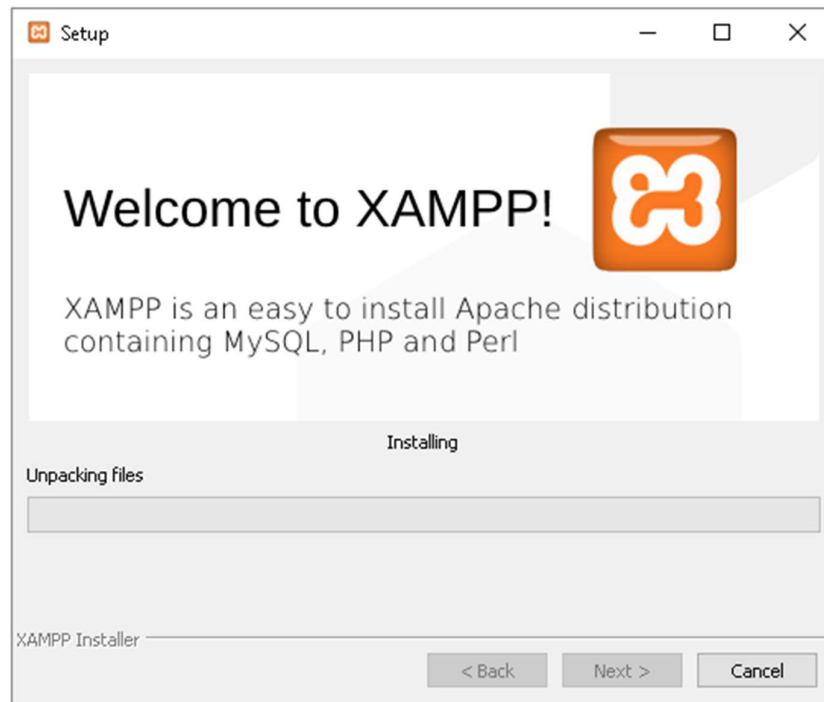 Setup
Welcome to XAMPP!
XAMPP is an easy to install Apache distribution
containing MySQL, PHP and Perl
Installing
Unpacking files
XAMPP Installer
< Back
Next >
Cancel